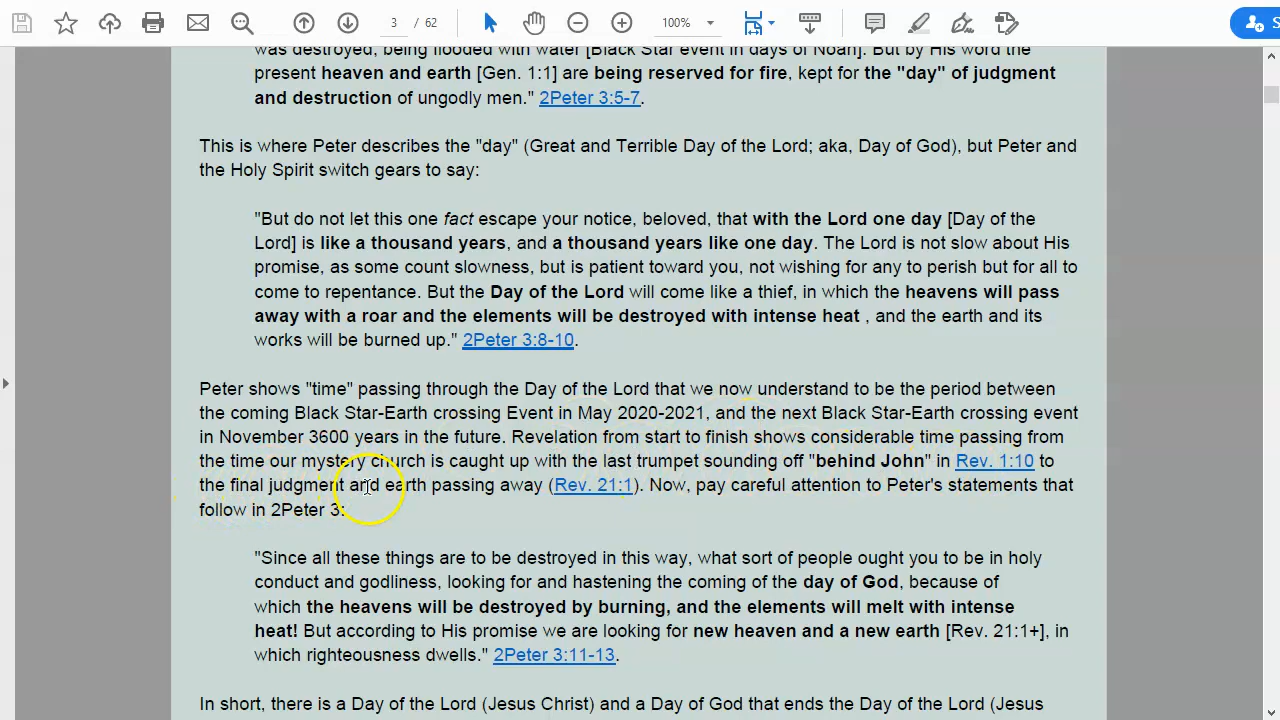 3 / 62
100%
S
was destroyed, being flooded with water [Black Star event in days of Noah]. But by His word the
present heaven and earth [Gen. 1:1] are being reserved for fire, kept for the "day" of judgment
and destruction of ungodly men." 2Peter 3:5-7.
This is where Peter describes the "day" (Great and Terrible Day of the Lord; aka, Day of God), but Peter and
the Holy Spirit switch gears to say:
"But do not let this one fact escape your notice, beloved, that with the Lord one day [Day of the
Lord] is like a thousand years, and a thousand years like one day. The Lord is not slow about His
promise, as some count slowness, but is patient toward you, not wishing for any to perish but for all to
come to repentance. But the Day of the Lord will come like a thief, in which the heavens will pass
away with a roar and the elements will be destroyed with intense heat , and the earth and its
works will be burned up." 2Peter 3:8-10.
Peter shows "time" passing through the Day of the Lord that we now understand to be the period between
the coming Black Star-Earth crossing Event in May 2020-2021, and the next Black Star-Earth crossing event
in November 3600 years in the future. Revelation from start to finish shows considerable time passing from
the time our mystery church is caught up with the last trumpet sounding off "behind John" in Rev. 1:10 to
the final judgment and earth passing away (Rev. 21:1). Now, pay careful attention to Peter's statements that
follow in 2Peter 3:
"Since all these things are to be destroyed in this way, what sort of people ought you to be in holy
conduct and godliness, looking for and hastening the coming of the day of God, because of
which the heavens will be destroyed by burning, and the elements will melt with intense
heat! But according to His promise we are looking for new heaven and a new earth [Rev. 21:1+], in
which righteousness dwells." 2Peter 3:11-13.
In short, there is a Day of the Lord (Jesus Christ) and a Day of God that ends the Day of the Lord (Jesus